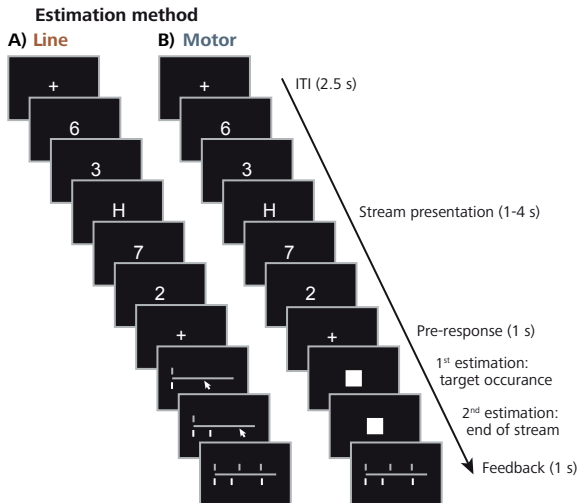 Estimation method
A) Line
B) Motor
+
6
3
H
7
2
+
+
6
3
H
7
2
+
ITI (2.5 s)
Stream presentation (1-4 s)
Pre-response (1 s)
1st estimation:
target occurance
2nd estimation:
end of stream
Feedback (1 s)